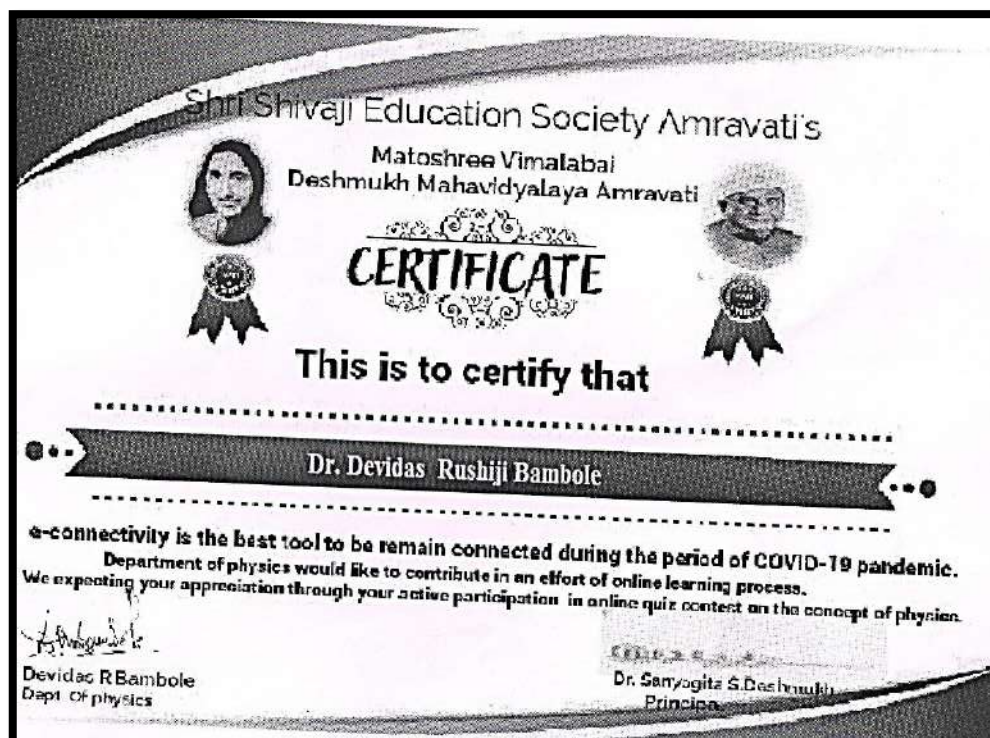 Shri Shivaji Education Society Amravati's
Matoshree Vimalabai
Deshmukh Mahavidyalaya Amravati
CERTIFICATE
This is to certify that
Dr. Devidas Rushiji Bambole
e-connectivity is the best tool to be remain connected during the period of COVID-19 pandemic.
Department of physics would like to contribute in an effort of online learning process.
We expecting your appreciation through your active participation in online quiz contest on the concept of physics.
Devidas R Bambole
Dept. Of physics
Dr. Sanyogita S.Deshmukh
Principal